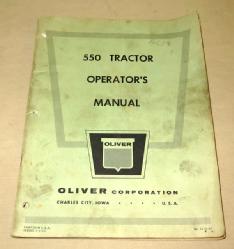 550 TRACTOR
OPERATOR'S
MANUAL
OLIVER
OLIVER CORPORATION
CHARLES CITY, IOWA . . . . U. S. A.